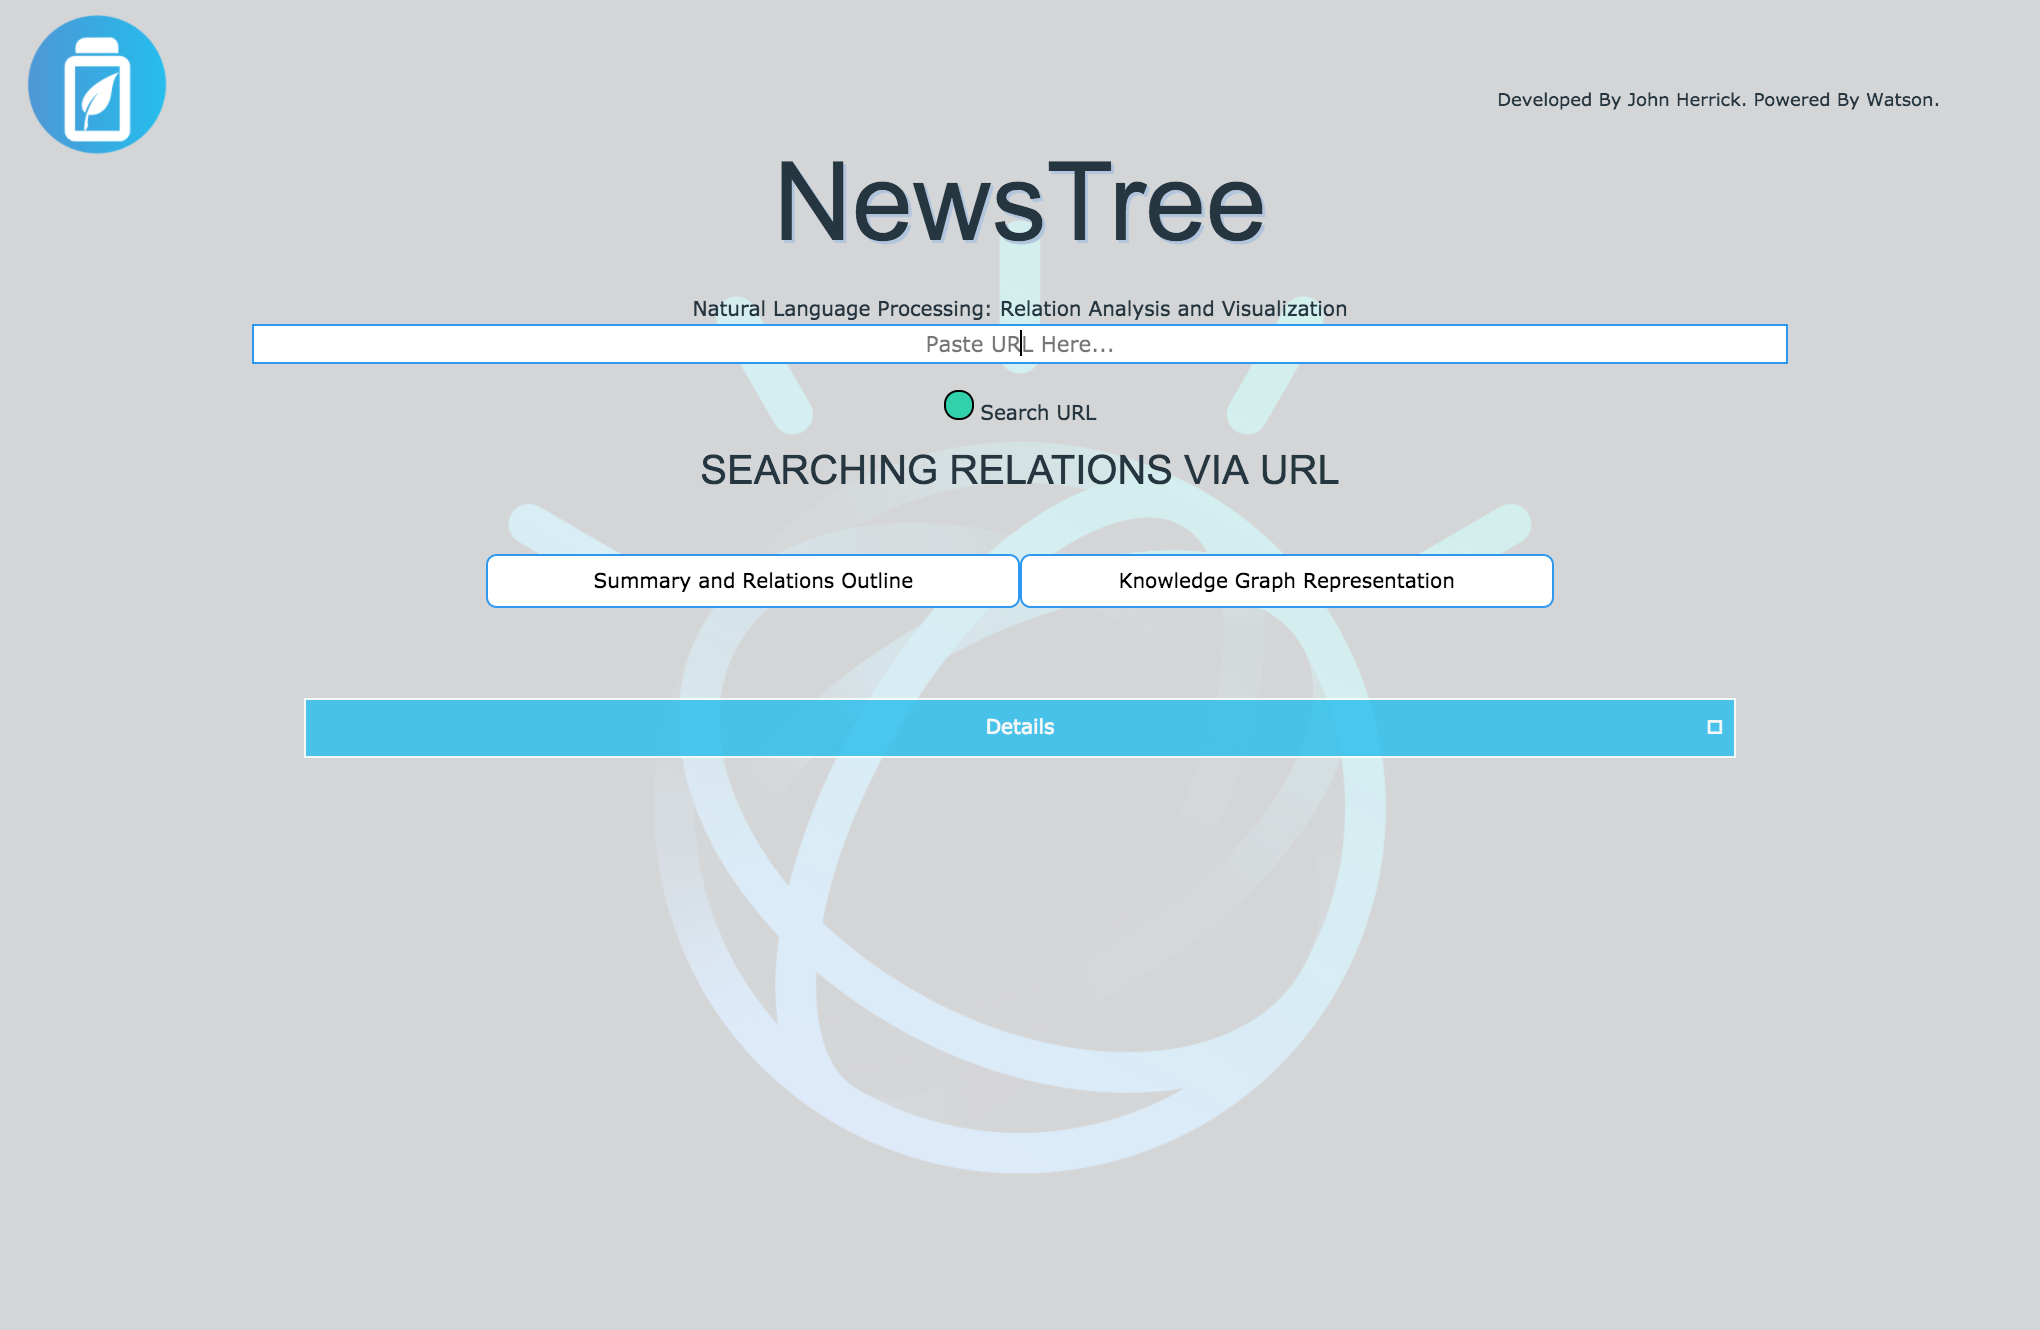 Developed By John Herrick. Powered By Watson.
NewsTree
Natural Language Processing: Relation Analysis and Visualization
Paste URL Here...
Search URL
SEARCHING RELATIONS VIA URL
Summary and Relations Outline
Knowledge Graph Representation
Details